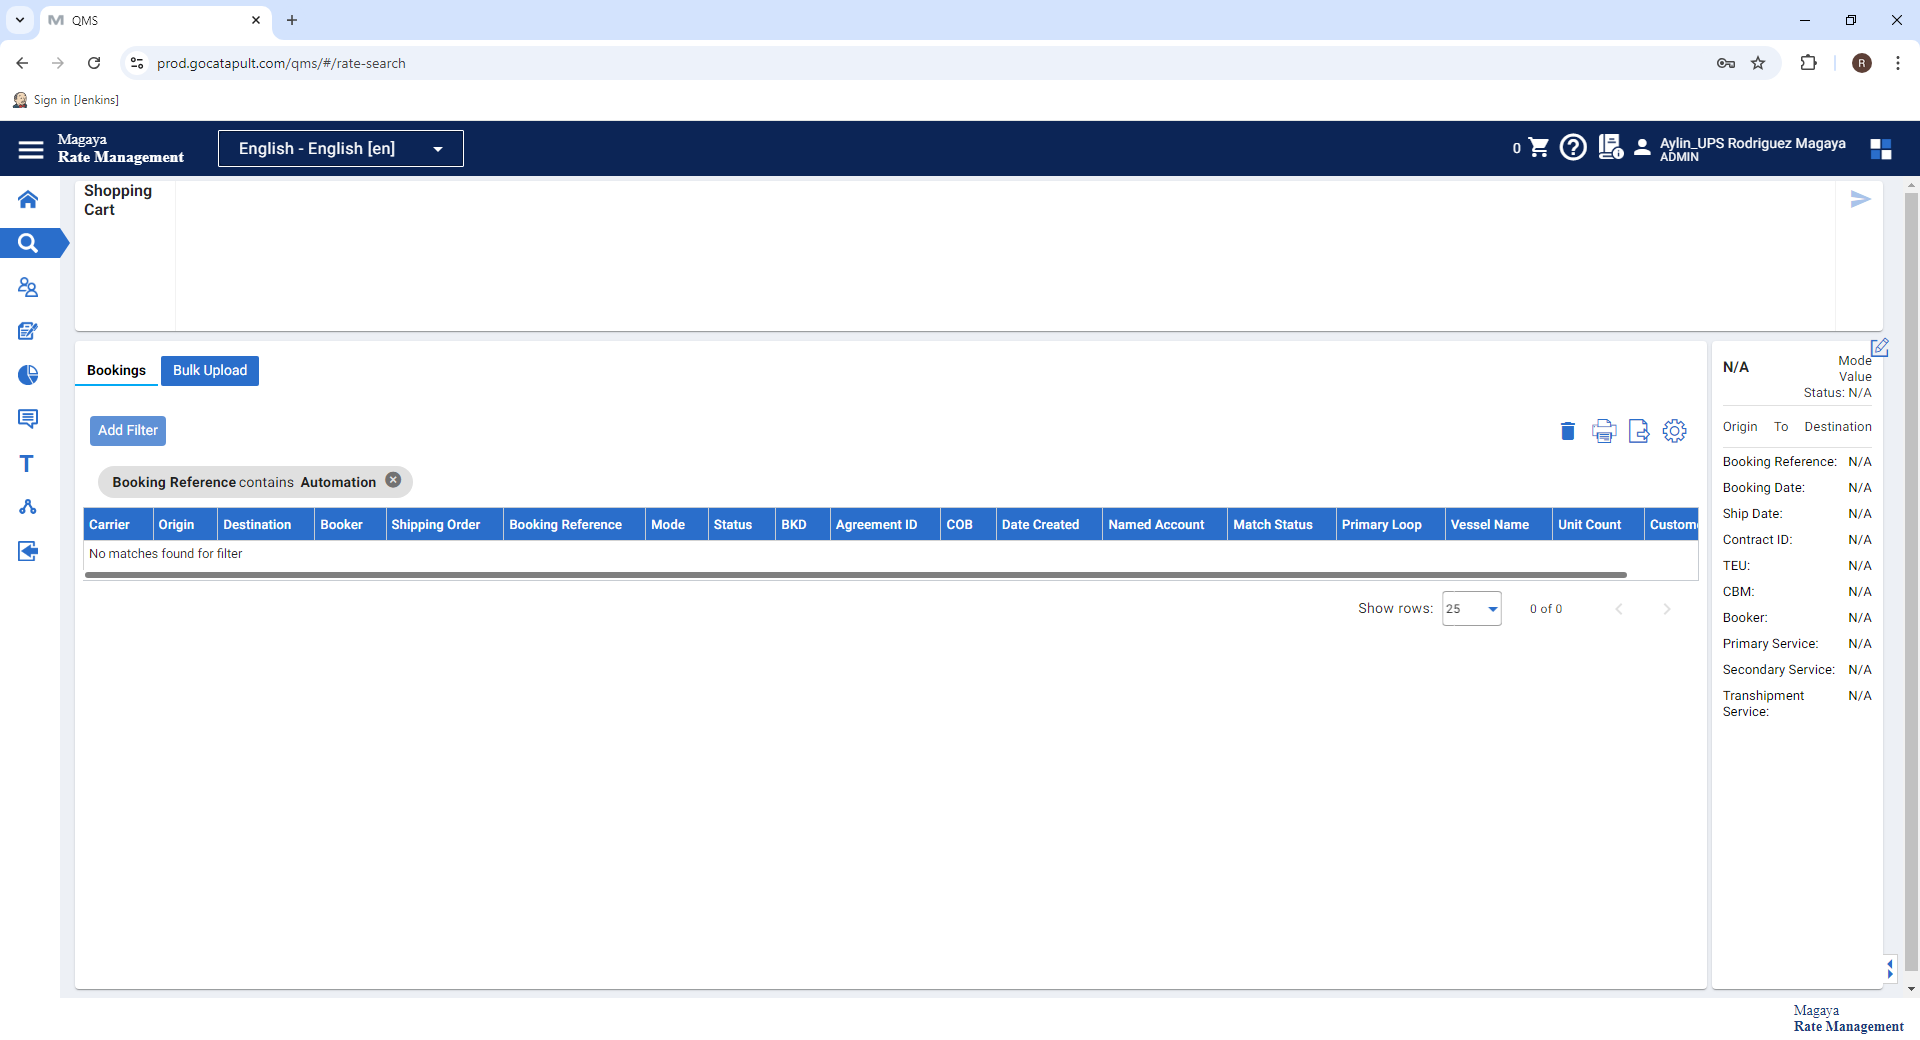 QMS
prod.gocatapult.com/qms/#/rate-search
R
Sign in [Jenkins]
Magaya
Rate Management
English - English [en]
0
Aylin_UPS Rodriguez Magaya
ADMIN
Shopping
Cart
Bookings
Bulk Upload
Add Filter
Booking Reference contains Automation
Carrier Origin Destination Booker Shipping Order Booking Reference Mode Status BKD Agreement ID COB Date Created Named Account Match Status Primary Loop Vessel Name Unit Count Custome
No matches found for filter
Show rows: 25 0 of 0
N/A
Mode
Value
Status: N/A
Origin To Destination
Booking Reference: N/A
Booking Date: N/A
Ship Date: N/A
Contract ID: N/A
TEU: N/A
CBM: N/A
Booker: N/A
Primary Service: N/A
Secondary Service: N/A
Transhipment N/A
Service:
Magaya
Rate Management